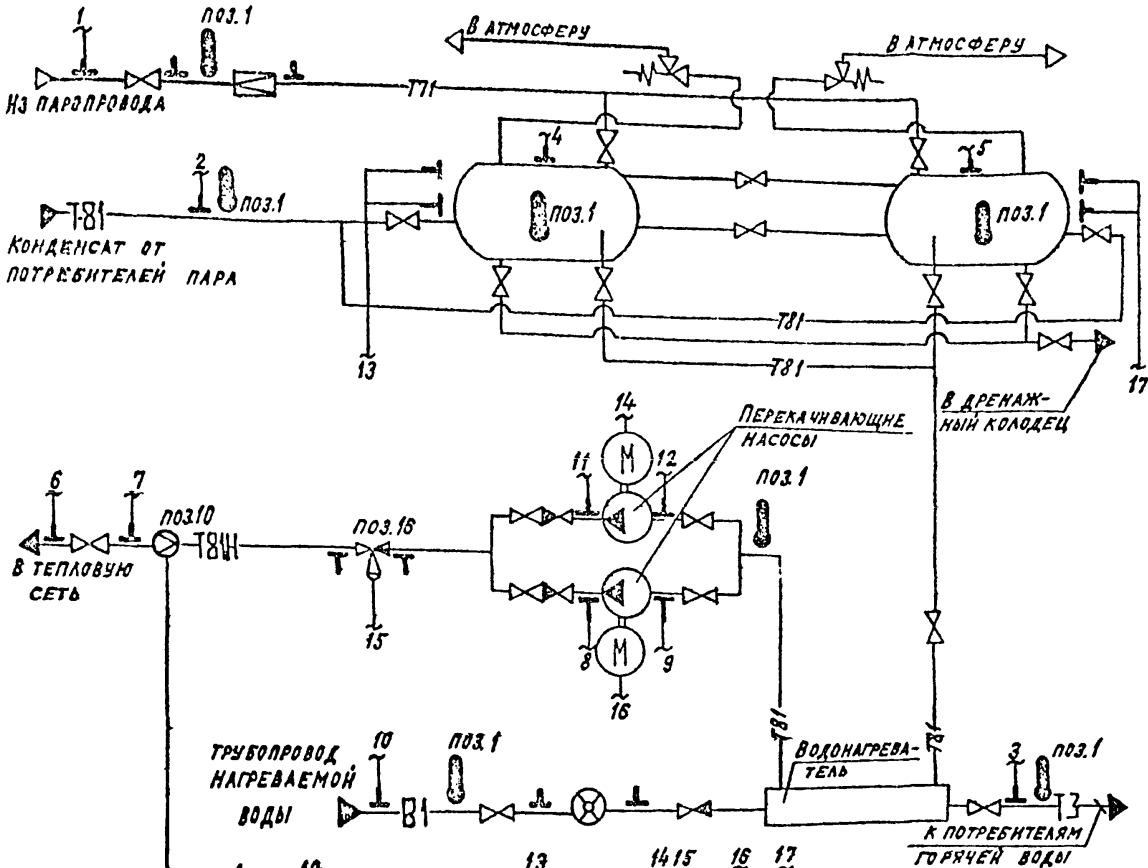 1
поз.1
В АТМОСФЕРУ
В АТМОСФЕРУ
Из ПАРОПРОВОДА
Т71
4
5
2
поз.1
поз.1
поз.1
Т81
КОНДЕНСАТ ОТ
ПОТРЕБИТЕЛЕЙ ПАРА
Т81
13
Т81
17
В ДРЕНАЖ-
НЫЙ КОЛОДЕЦ
14
ПЕРЕКАЧИВАЮЩИЕ
НАСОСЫ
М
11
12
поз.1
6
7
поз.10
Т81Н
поз.16
В ТЕПЛОВУЮ
СЕТЬ
15
8
М
9
16
Т81
Т81
ТРУБОПРОВОД
НАГРЕВАЕМОЙ
ВОДЫ
10
поз.1
В1
ВОДОНАГРЕВА-
ТЕЛЬ
3
поз.1
К ПОТРЕБИТЕЛЯМ
ГОРЯЧЕЙ ВОДЫ
13
14 15
16
17